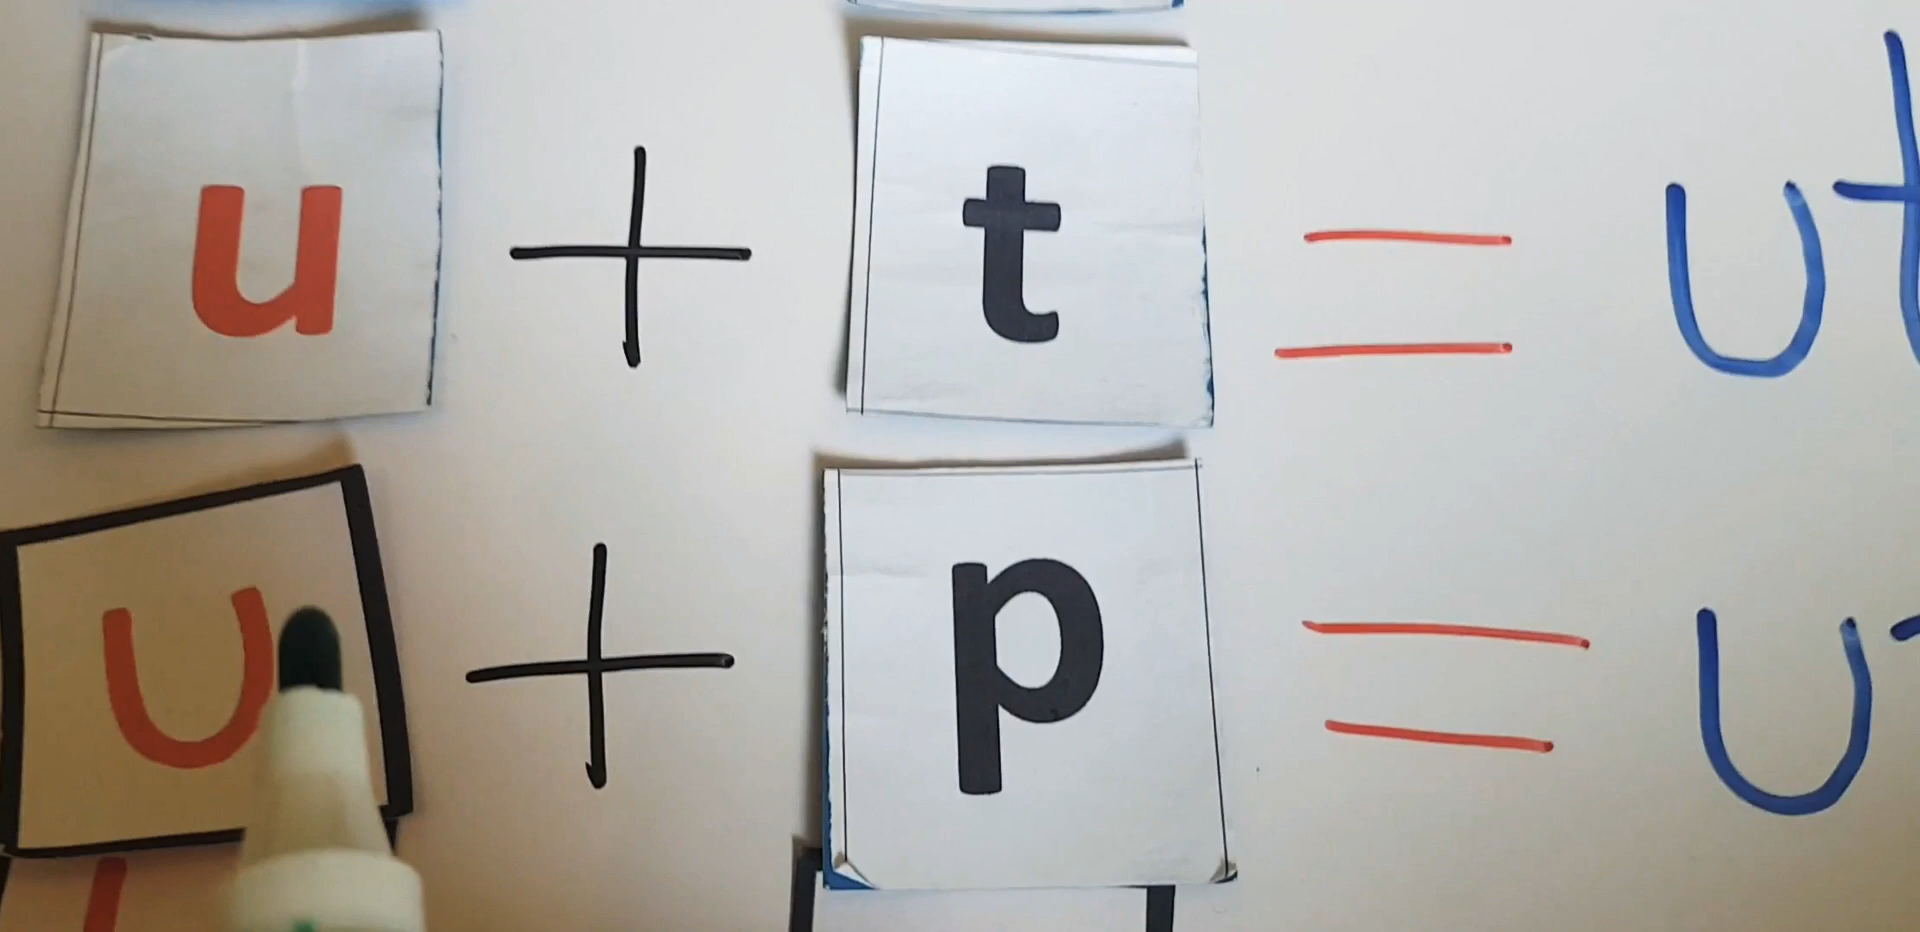 u + t = ut
u + p = u